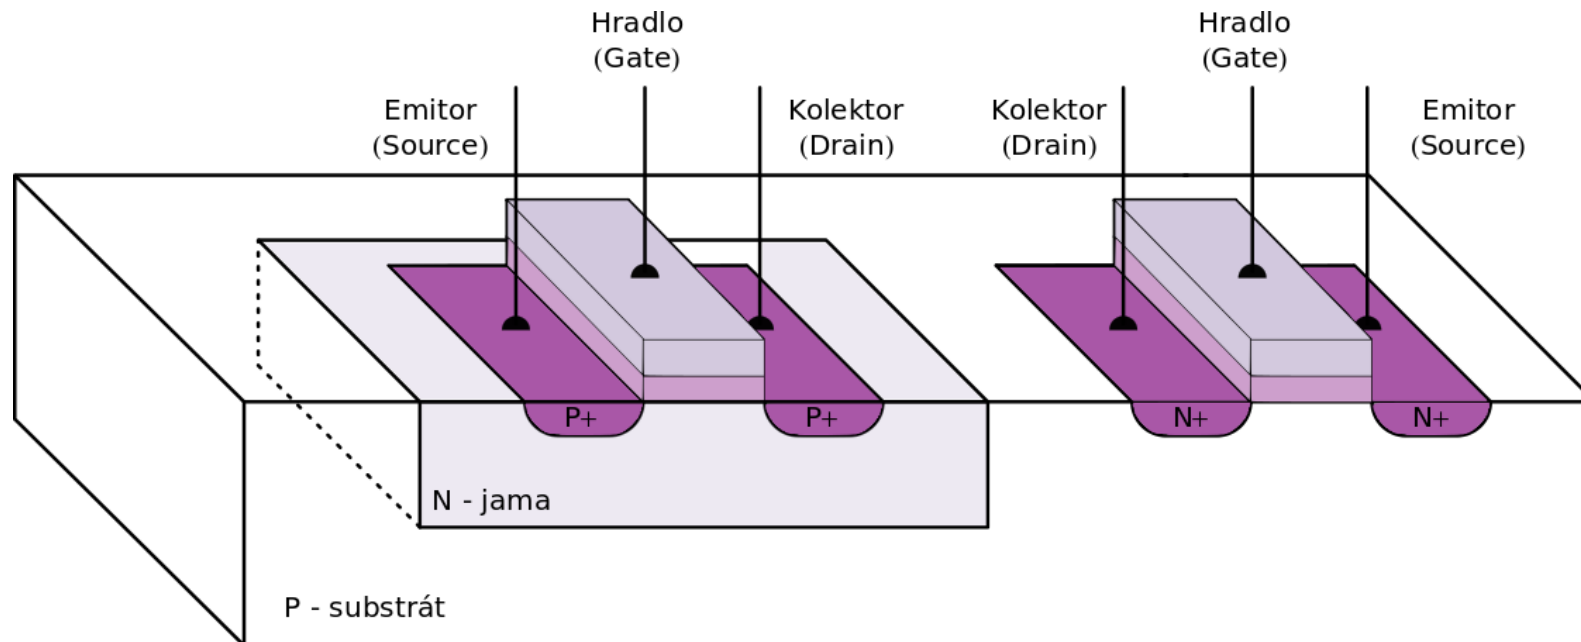 Hradlo
(Gate)
Hradlo
(Gate)
Emitor
(Source)
Kolektor
(Drain)
Kolektor
(Drain)
Emitor
(Source)
P+
P+
N+
N+
N - jama
P - substrát